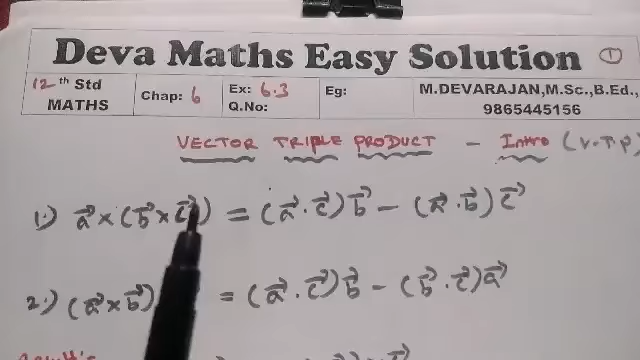 Deva Maths Easy Solution ①
12th Std MATHS
Chap: 6
Ex: 6.3
Q.No:
Eg:
M.DEVARAJAN,M.Sc.,B.Ed.,
9865445156
VECTOR TRIPLE PRODUCT - Intro (V.T.P)
1.) a⃗ × (b⃗ × c⃗) = (a⃗ . c⃗) b⃗ - (a⃗ . b⃗) c⃗
2.) (a⃗ × b⃗) = (a⃗ . c⃗) b⃗ - (b⃗ . c⃗) a⃗